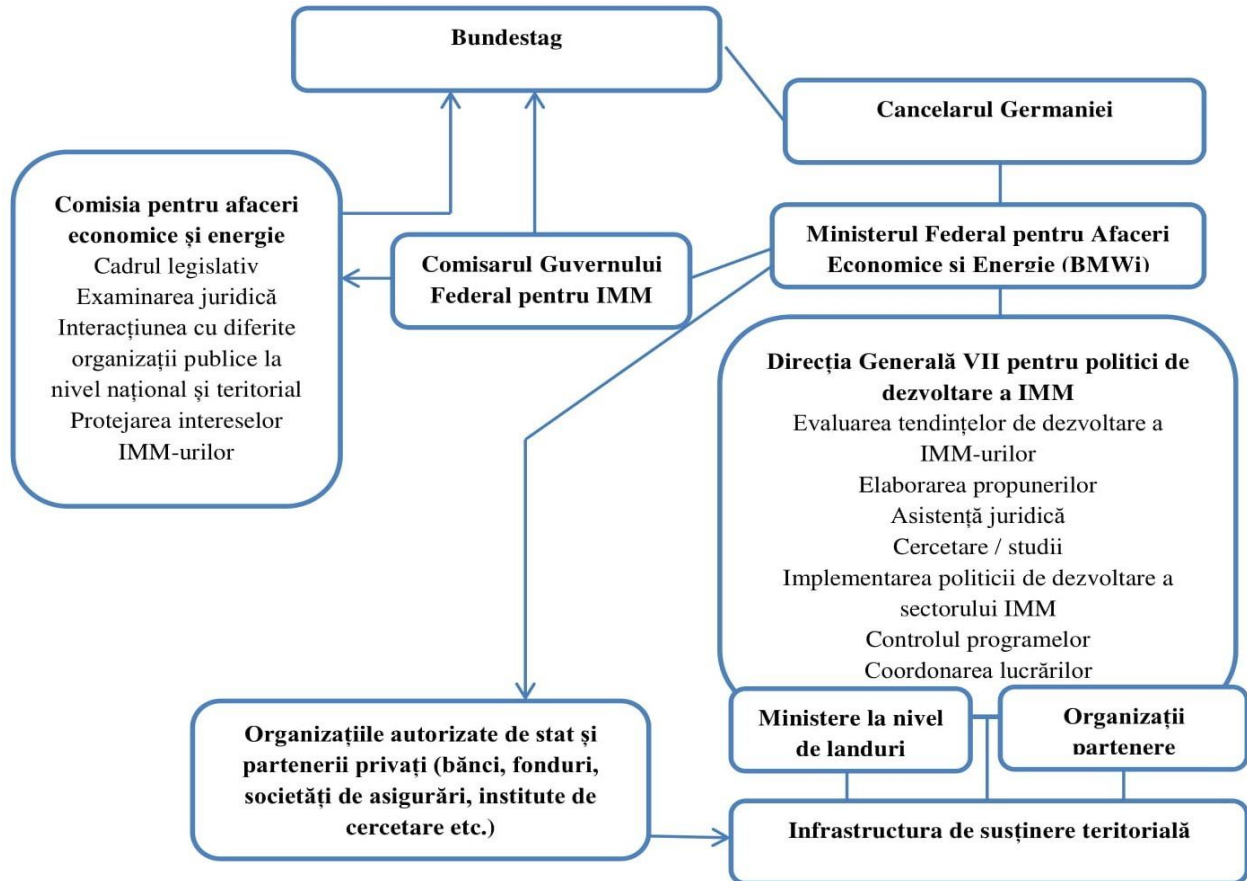 Bundestag
Cancelarul Germaniei
Comisia pentru afaceri
economice și energie
Cadrul legislativ
Examinarea juridică
Interacțiunea cu diferite
organizații publice la
nivel național și teritorial
Protejarea intereselor
IMM-urilor
Comisarul Guvernului
Federal pentru IMM
Ministerul Federal pentru Afaceri
Economice si Energie (BMWi)
Direcția Generală VII pentru politici de
dezvoltare a IMM
Evaluarea tendințelor de dezvoltare a
IMM-urilor
Elaborarea propunerilor
Asistență juridică
Cercetare / studii
Implementarea politicii de dezvoltare a
sectorului IMM
Controlul programelor
Coordonarea lucrărilor
Ministere la nivel
de landuri
Organizații
partenere
Organizațiile autorizate de stat și
partenerii privați (bănci, fonduri,
societăți de asigurări, institute de
cercetare etc.)
Infrastructura de susținere teritorială